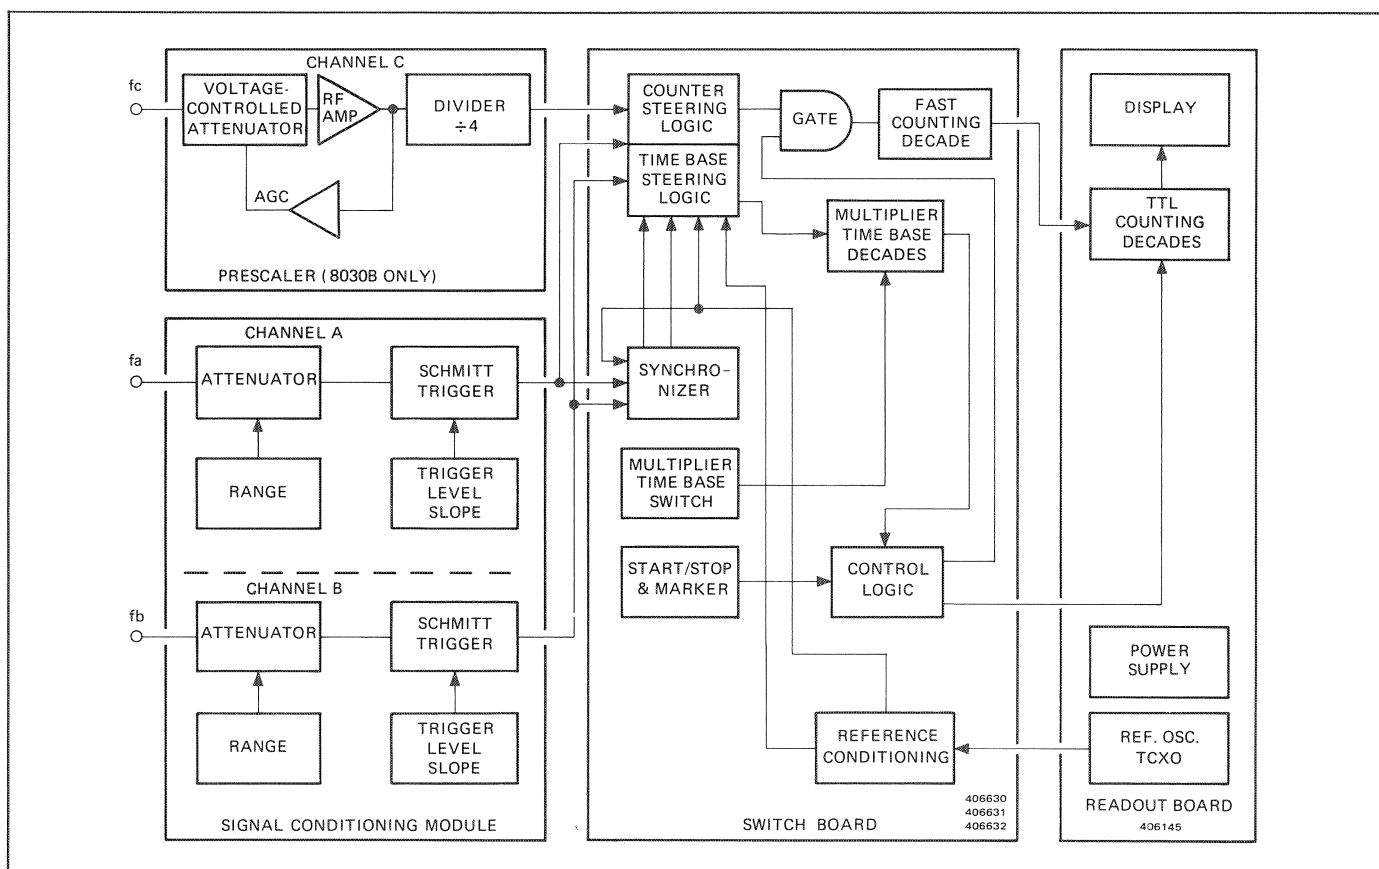 CHANNEL C
fc
VOLTAGE-
CONTROLLED
ATTENUATOR
RF
AMP
DIVIDER
÷4
AGC
PRESCALER (8030B ONLY)
CHANNEL A
fa
ATTENUATOR
SCHMITT
TRIGGER
RANGE
TRIGGER
LEVEL
SLOPE
CHANNEL B
fb
ATTENUATOR
SCHMITT
TRIGGER
RANGE
TRIGGER
LEVEL
SLOPE
SIGNAL CONDITIONING MODULE
COUNTER
STEERING
LOGIC
TIME BASE
STEERING
LOGIC
GATE
FAST
COUNTING
DECADE
MULTIPLIER
TIME BASE
DECADES
SYNCHRO-
NIZER
MULTIPLIER
TIME BASE
SWITCH
START/STOP
& MARKER
CONTROL
LOGIC
REFERENCE
CONDITIONING
406630
406631
406632
SWITCH BOARD
DISPLAY
TTL
COUNTING
DECADES
POWER
SUPPLY
REF. OSC.
TCXO
READOUT BOARD
406145